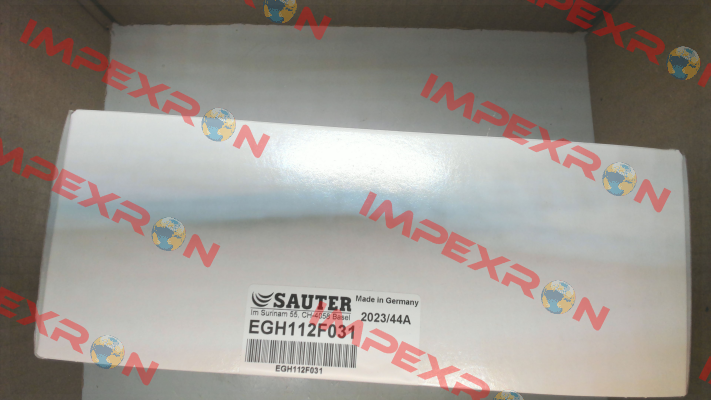 IMPEXRON
IMPEXRON
IMPEXRON
IMPEXRON
IMPEXRON
IMPEXRON
IMPEXRON
SAUTER
Made in Germany
Im Surinam 55, CH-4058 Basel
2023/44A
EGH112F031
EGH112F031